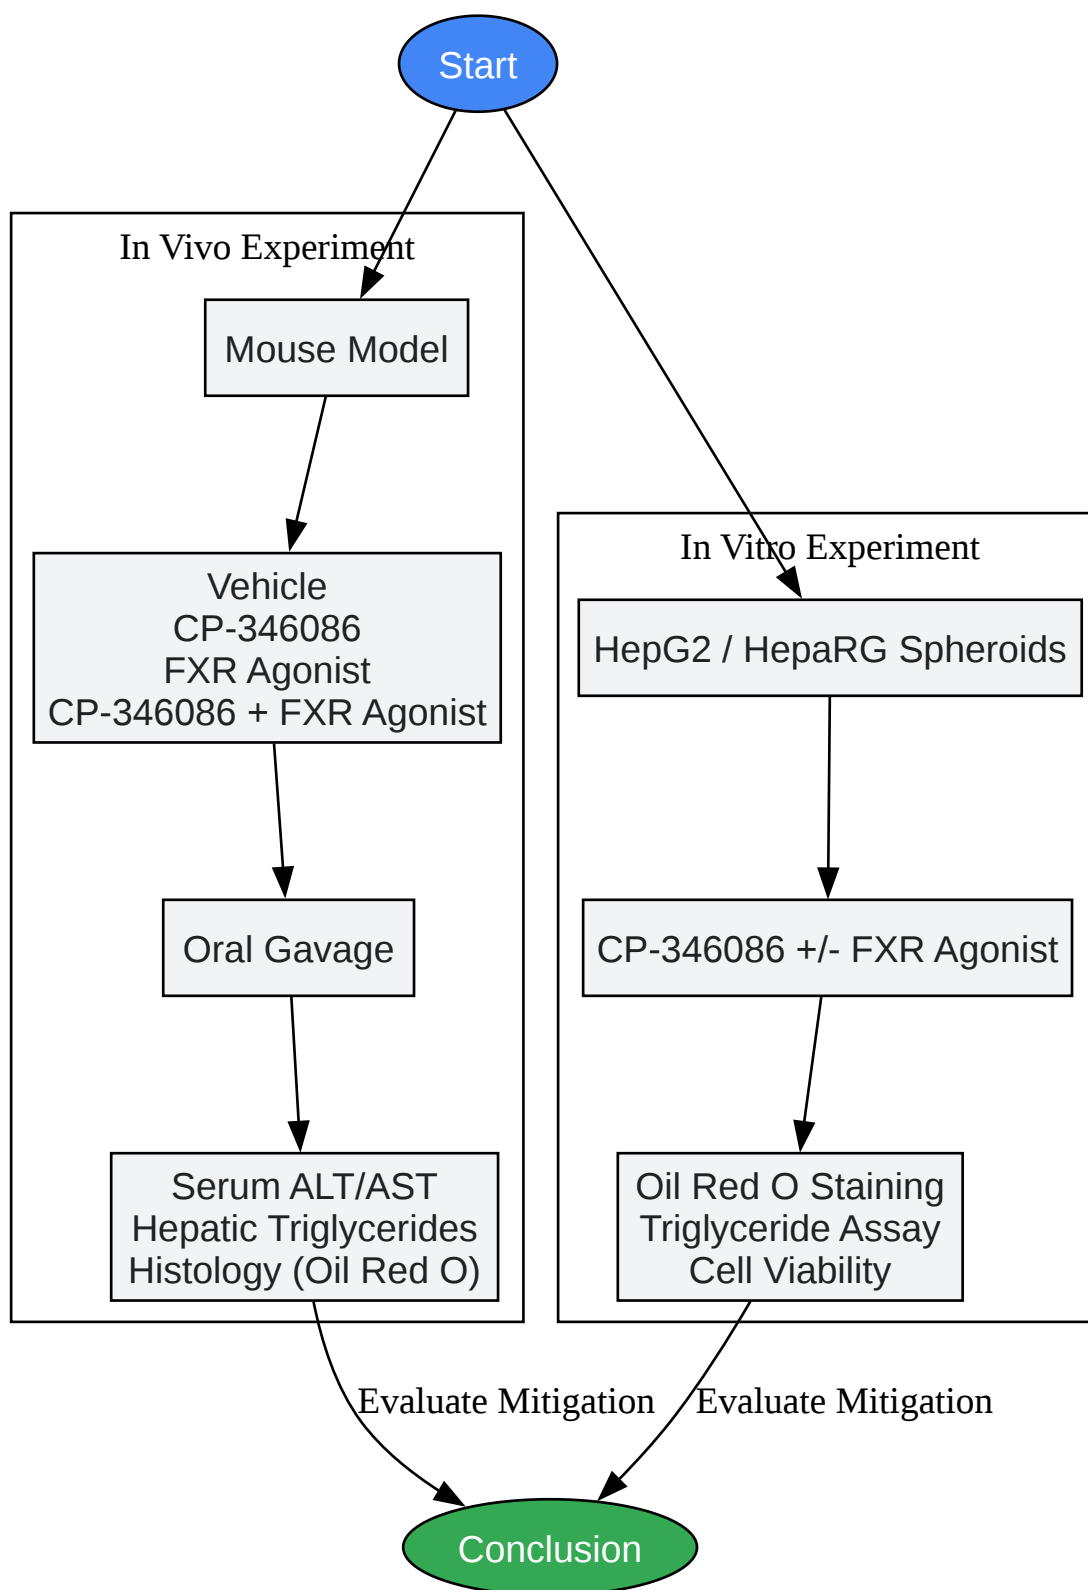 Start
In Vivo Experiment
Mouse Model
Vehicle
CP-346086
FXR Agonist
CP-346086 + FXR Agonist
Oral Gavage
Serum ALT/AST
Hepatic Triglycerides
Histology (Oil Red O)
In Vitro Experiment
HepG2 / HepaRG Spheroids
CP-346086 +/- FXR Agonist
Oil Red O Staining
Triglyceride Assay
Cell Viability
Evaluate Mitigation
Evaluate Mitigation
Conclusion